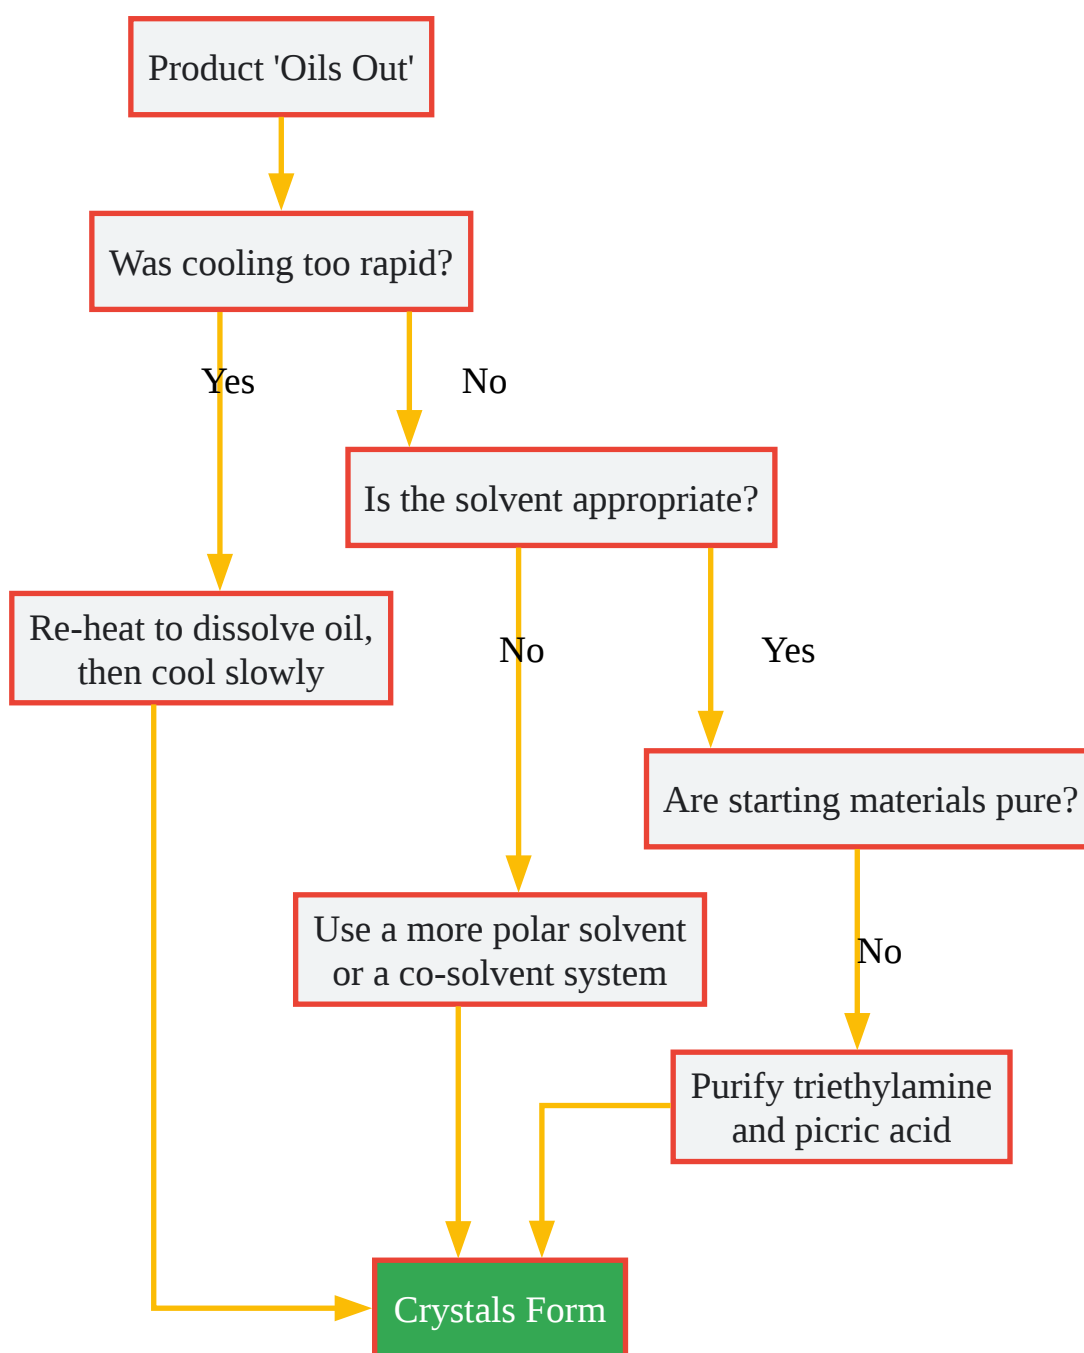 Product 'Oils Out'
Was cooling too rapid?
Yes
No
Is the solvent appropriate?
Re-heat to dissolve oil,
then cool slowly
No
Yes
Are starting materials pure?
Use a more polar solvent
or a co-solvent system
No
Purify triethylamine
and picric acid
Crystals Form